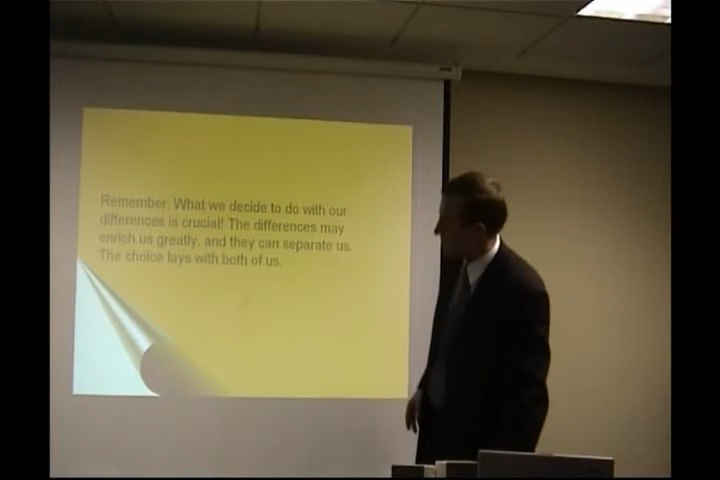 Remember: What we decide to do with our
differences is crucial! The differences may
enrich us greatly, and they can separate us.
The choice lays with both of us.